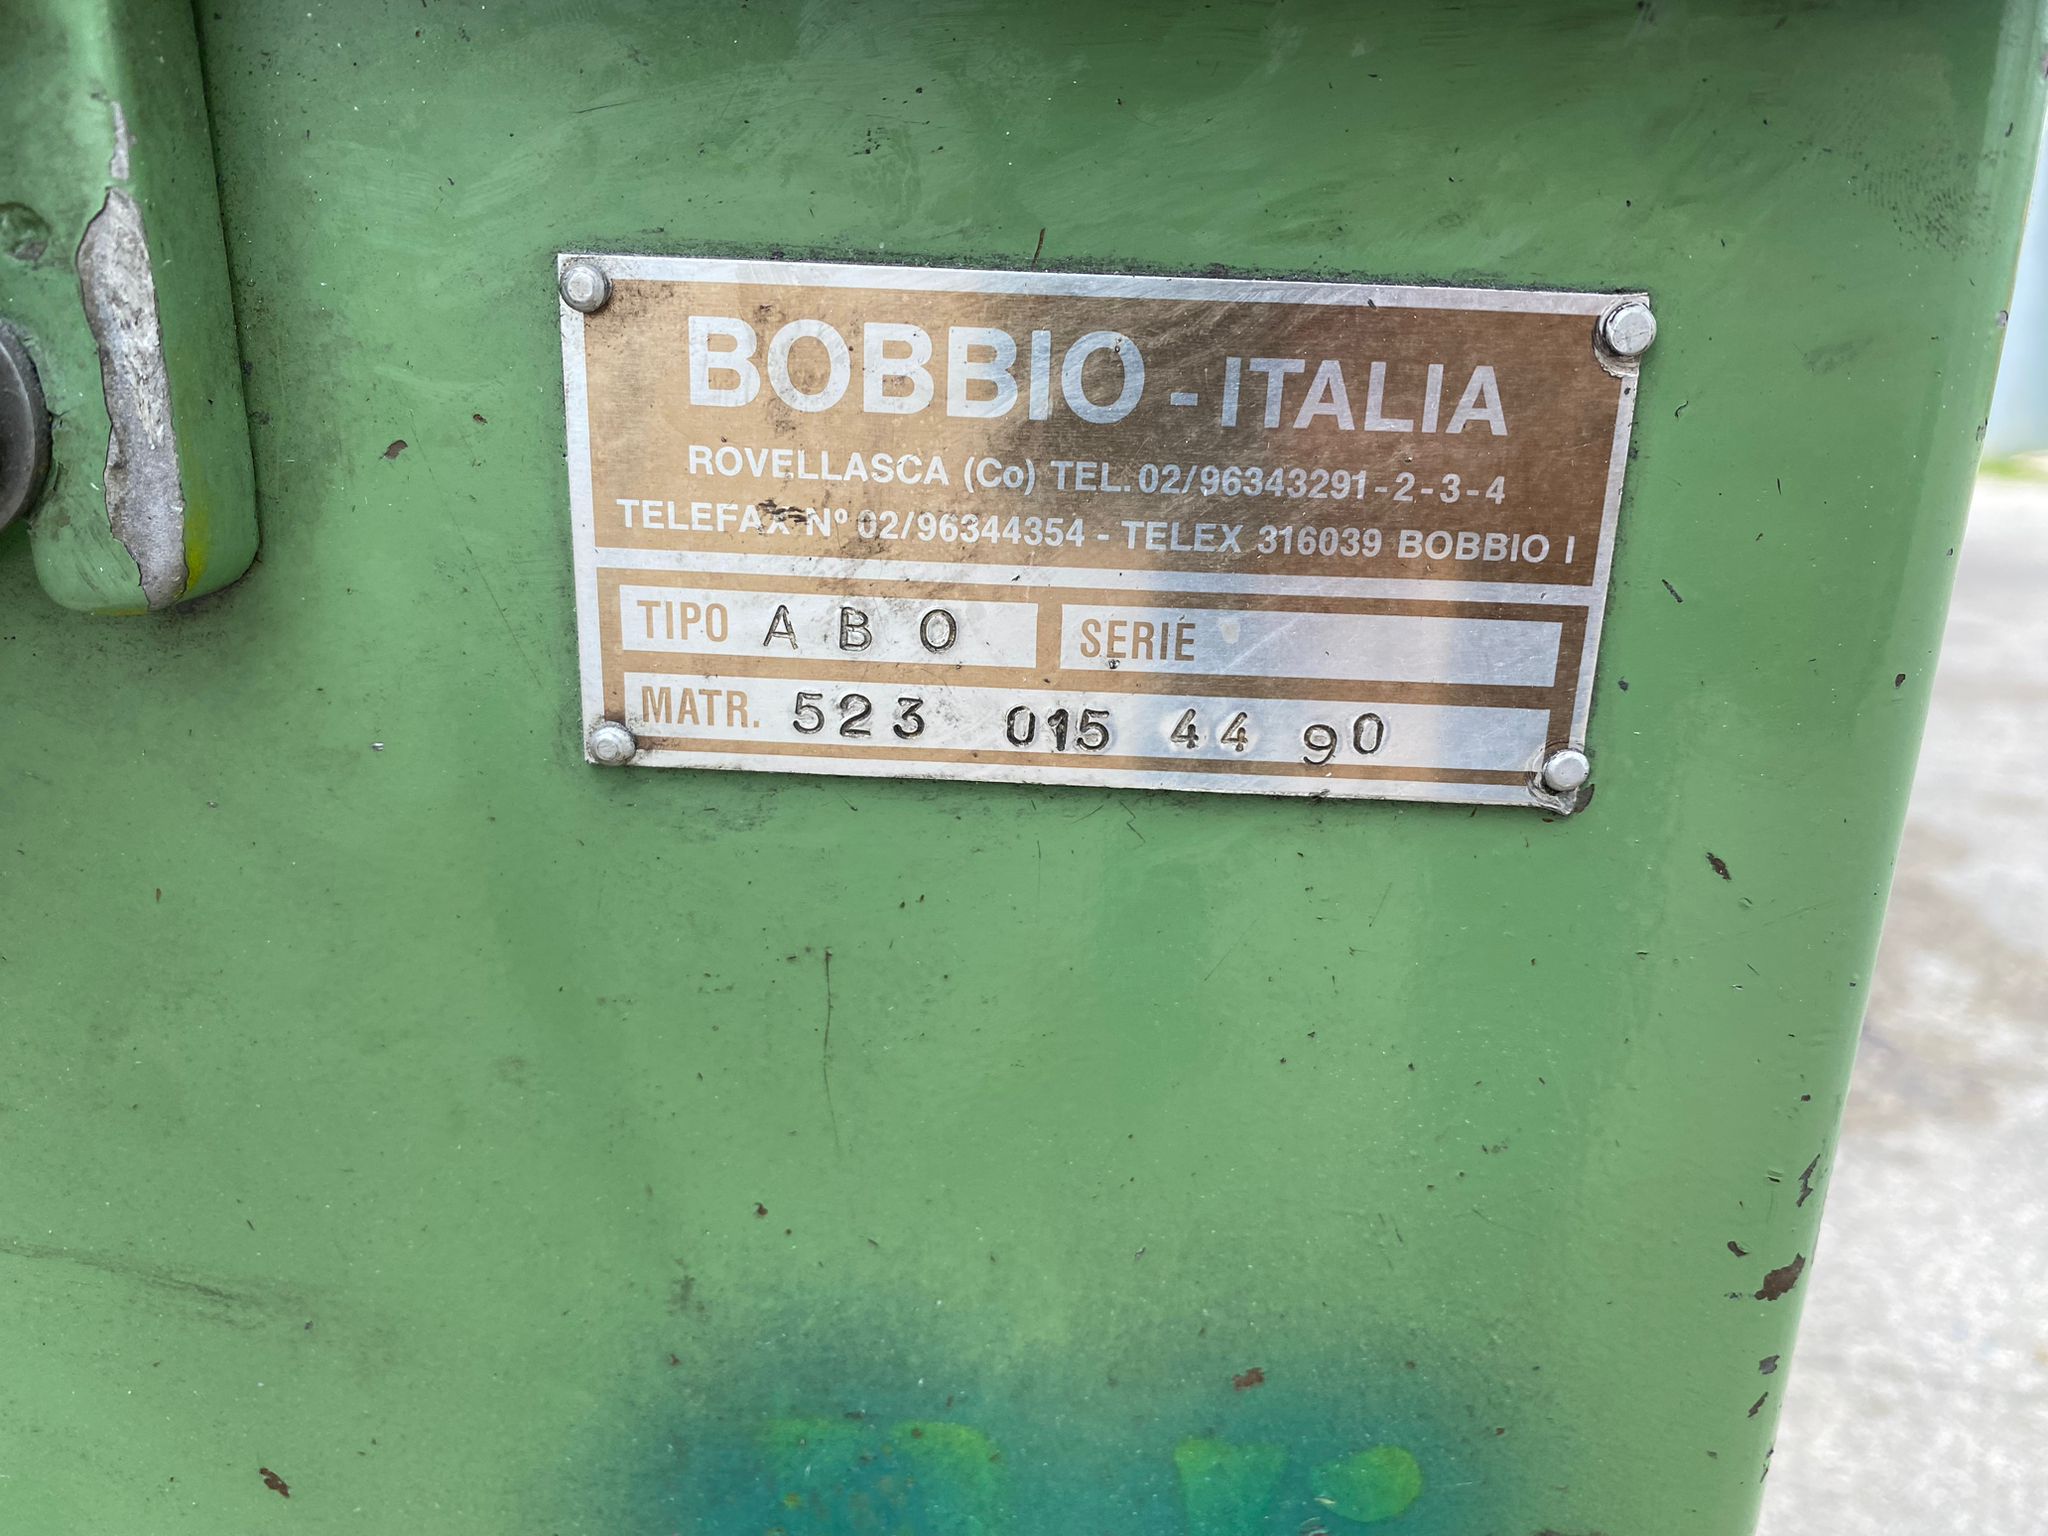 BOBBIO - ITALIA
ROVELLASCA (Co) TEL. 02/96343291-2-3-4
TELEFAX Nº 02/96344354 - TELEX 316039 BOBBIO I
TIPO A B O SERIE
MATR. 523 015 44 90